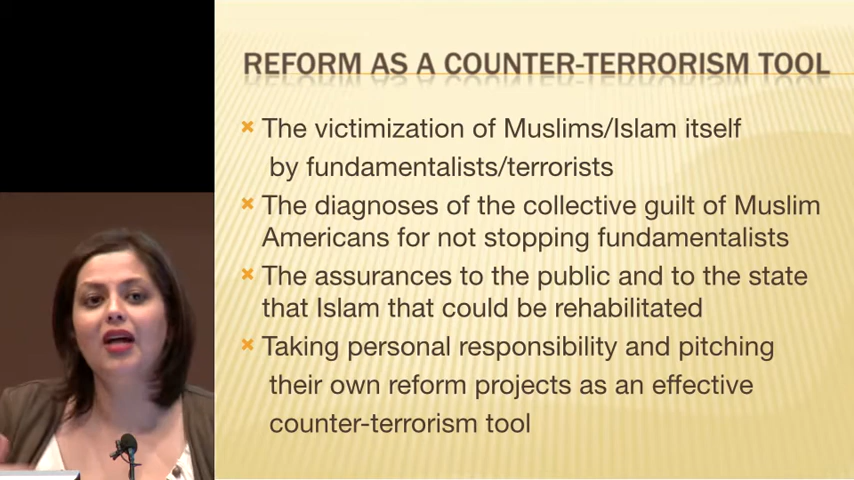 REFORM AS A COUNTER-TERRORISM TOOL
The victimization of Muslims/Islam itself
by fundamentalists/terrorists
The diagnoses of the collective guilt of Muslim
Americans for not stopping fundamentalists
The assurances to the public and to the state
that Islam that could be rehabilitated
Taking personal responsibility and pitching
their own reform projects as an effective
counter-terrorism tool